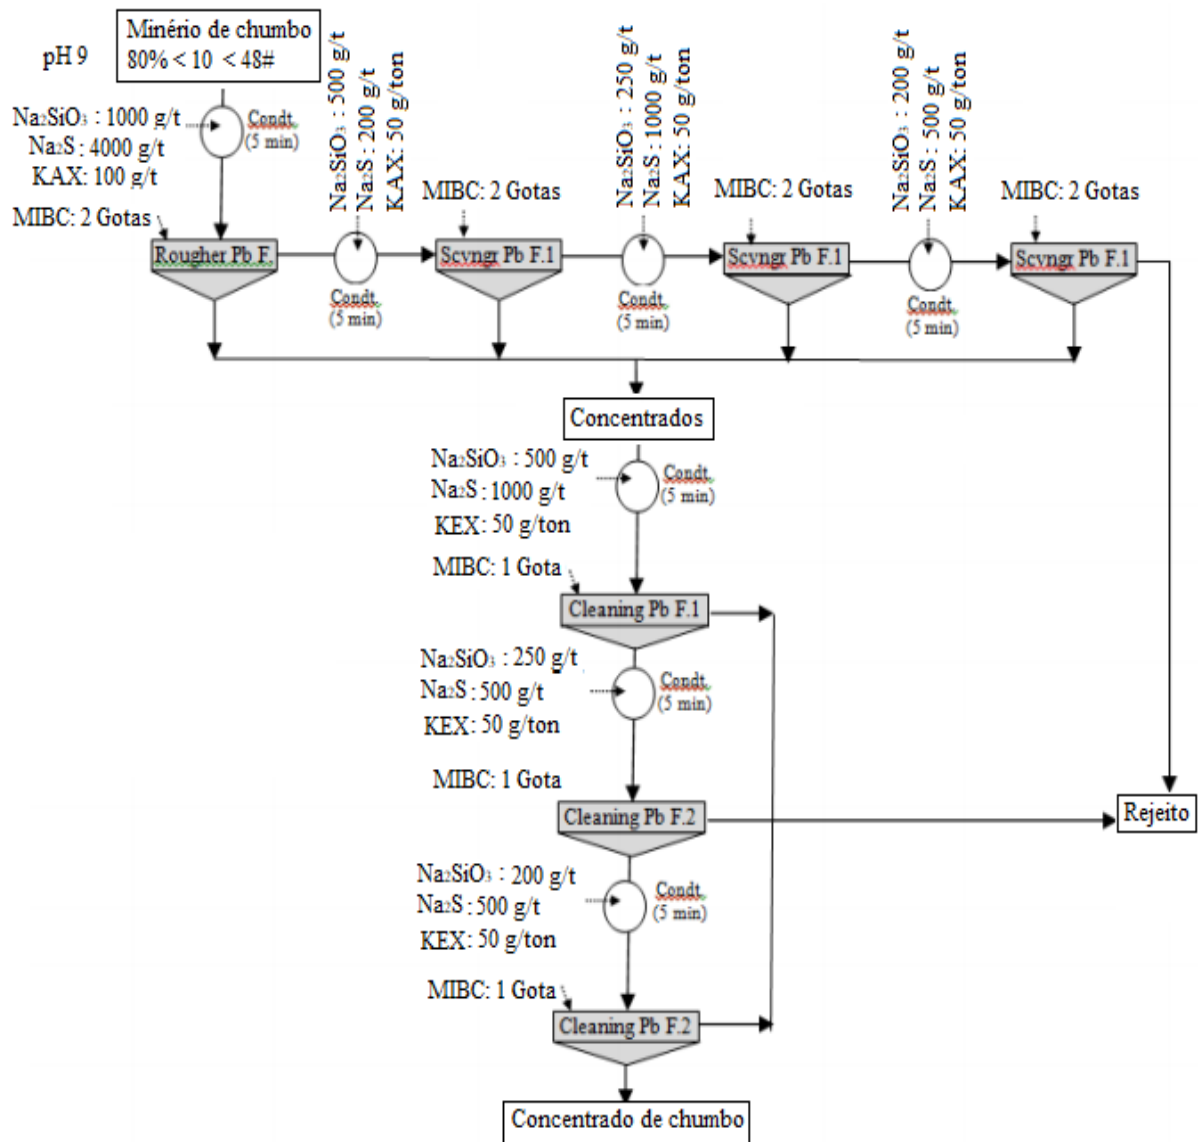 Minério de chumbo
80% < 10 < 48#
pH 9
Na₂SiO₃ : 1000 g/t
Na₂S : 4000 g/t
KAX: 100 g/t
Condt.
(5 min)
MIBC: 2 Gotas
Rougher Pb F.
Na₂SiO₃ : 500 g/t
Na₂S : 200 g/t
KAX: 50 g/ton
Condt.
(5 min)
MIBC: 2 Gotas
Scvngr Pb F.1
Na₂SiO₃ : 250 g/t
Na₂S : 1000 g/t
KAX: 50 g/ton
Condt.
(5 min)
MIBC: 2 Gotas
Scvngr Pb F.1
Na₂SiO₃ : 200 g/t
Na₂S : 500 g/t
KAX: 50 g/ton
Condt.
(5 min)
MIBC: 2 Gotas
Scvngr Pb F.1
Concentrados
Na₂SiO₃ : 500 g/t
Na₂S : 1000 g/t
KEX: 50 g/ton
Condt.
(5 min)
MIBC: 1 Gota
Cleaning Pb F.1
Na₂SiO₃ : 250 g/t
Na₂S : 500 g/t
KEX: 50 g/ton
Condt.
(5 min)
MIBC: 1 Gota
Cleaning Pb F.2
Rejeito
Na₂SiO₃ : 200 g/t
Na₂S : 500 g/t
KEX: 50 g/ton
Condt.
(5 min)
MIBC: 1 Gota
Cleaning Pb F.2
Concentrado de chumbo